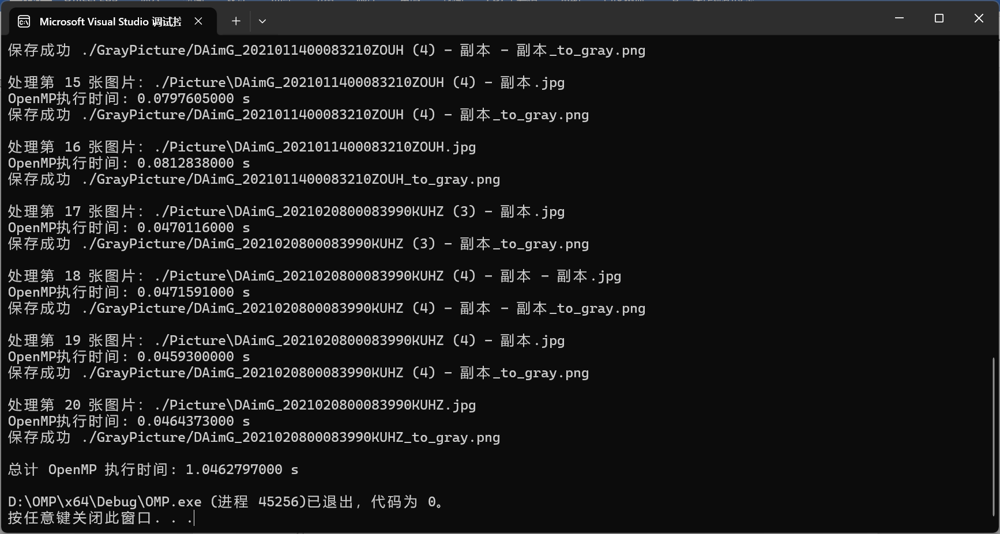 Microsoft Visual Studio 调试控
保存成功 ./GrayPicture/DAimG_2021011400083210ZOUH (4) - 副本 - 副本_to_gray.png
处理第 15 张图片: ./Picture\DAimG_2021011400083210ZOUH (4) - 副本.jpg
OpenMP执行时间: 0.0797605000 s
保存成功 ./GrayPicture/DAimG_2021011400083210ZOUH (4) - 副本_to_gray.png
处理第 16 张图片: ./Picture\DAimG_2021011400083210ZOUH.jpg
OpenMP执行时间: 0.0812838000 s
保存成功 ./GrayPicture/DAimG_2021011400083210ZOUH_to_gray.png
处理第 17 张图片: ./Picture\DAimG_2021020800083990KUHZ (3) - 副本.jpg
OpenMP执行时间: 0.0470116000 s
保存成功 ./GrayPicture/DAimG_2021020800083990KUHZ (3) - 副本_to_gray.png
处理第 18 张图片: ./Picture\DAimG_2021020800083990KUHZ (4) - 副本 - 副本.jpg
OpenMP执行时间: 0.0471591000 s
保存成功 ./GrayPicture/DAimG_2021020800083990KUHZ (4) - 副本 - 副本_to_gray.png
处理第 19 张图片: ./Picture\DAimG_2021020800083990KUHZ (4) - 副本.jpg
OpenMP执行时间: 0.0459300000 s
保存成功 ./GrayPicture/DAimG_2021020800083990KUHZ (4) - 副本_to_gray.png
处理第 20 张图片: ./Picture\DAimG_2021020800083990KUHZ.jpg
OpenMP执行时间: 0.0464373000 s
保存成功 ./GrayPicture/DAimG_2021020800083990KUHZ_to_gray.png
总计 OpenMP 执行时间: 1.0462797000 s
D:\OMP\x64\Debug\OMP.exe (进程 45256)已退出，代码为 0。
按任意键关闭此窗口. . .